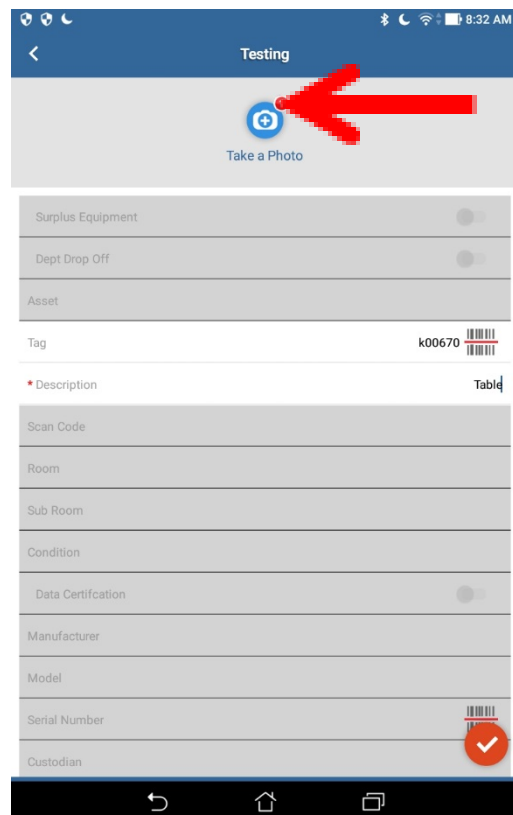 8:32 AM
Testing
Take a Photo
Surplus Equipment
Dept Drop Off
Asset
Tag k00670
* Description Table
Scan Code
Room
Sub Room
Condition
Data Certifcation
Manufacturer
Model
Serial Number
Custodian